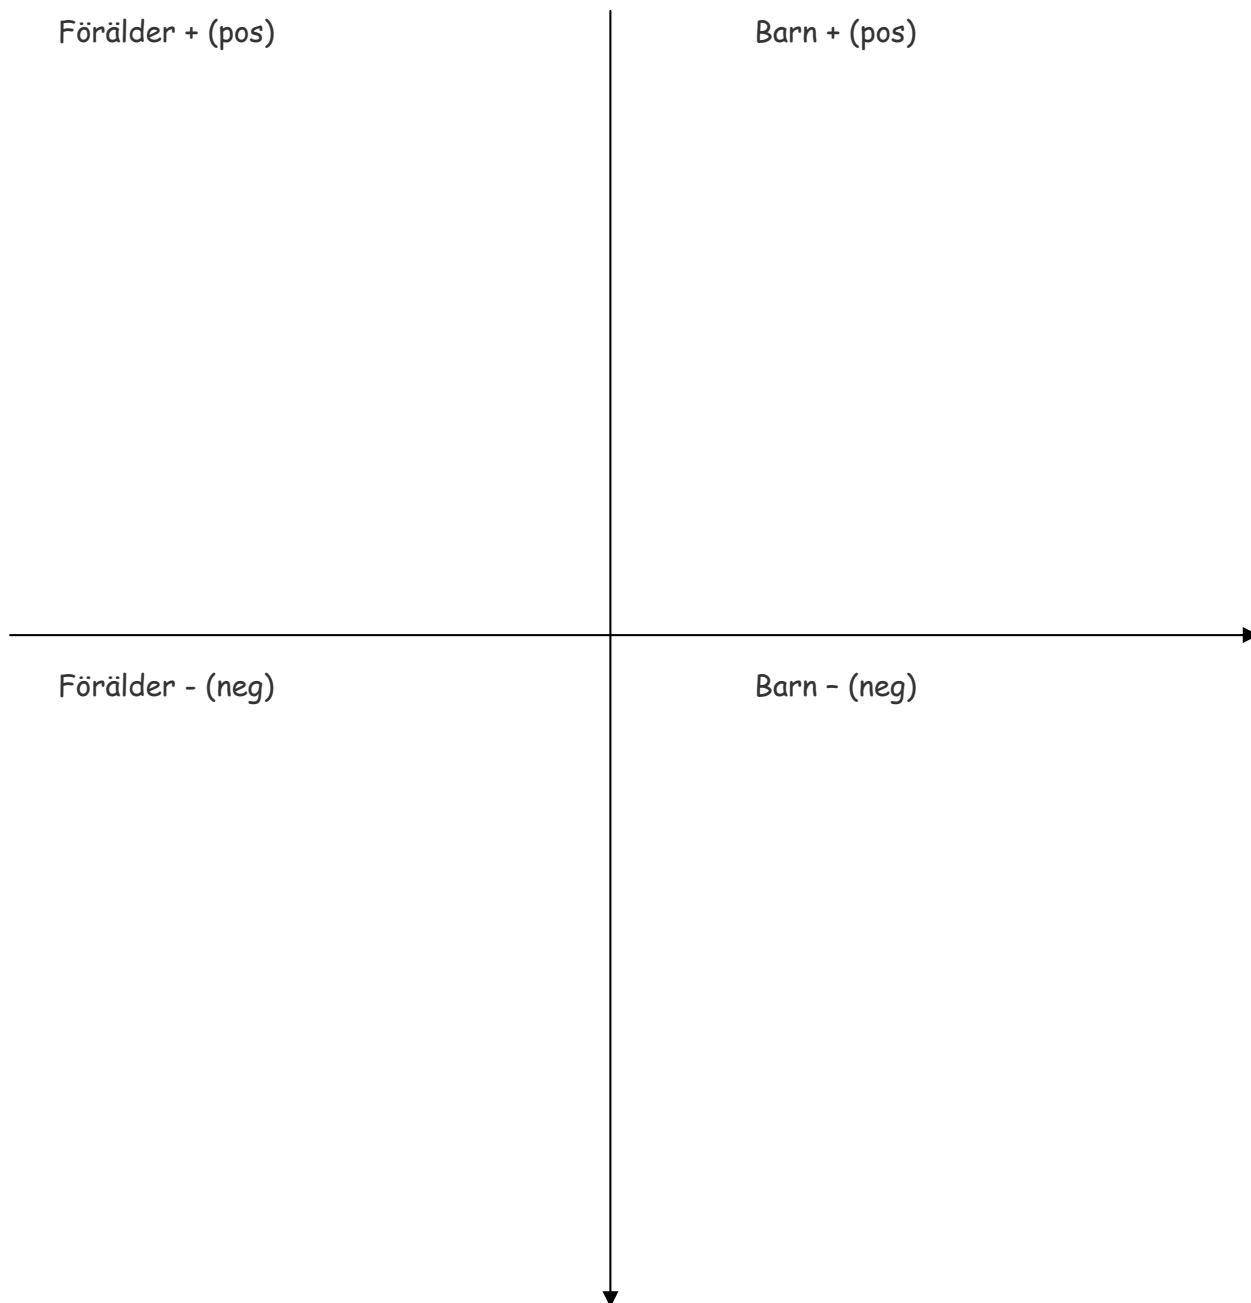 Förälder + (pos)
Barn + (pos)
Förälder - (neg)
Barn – (neg)